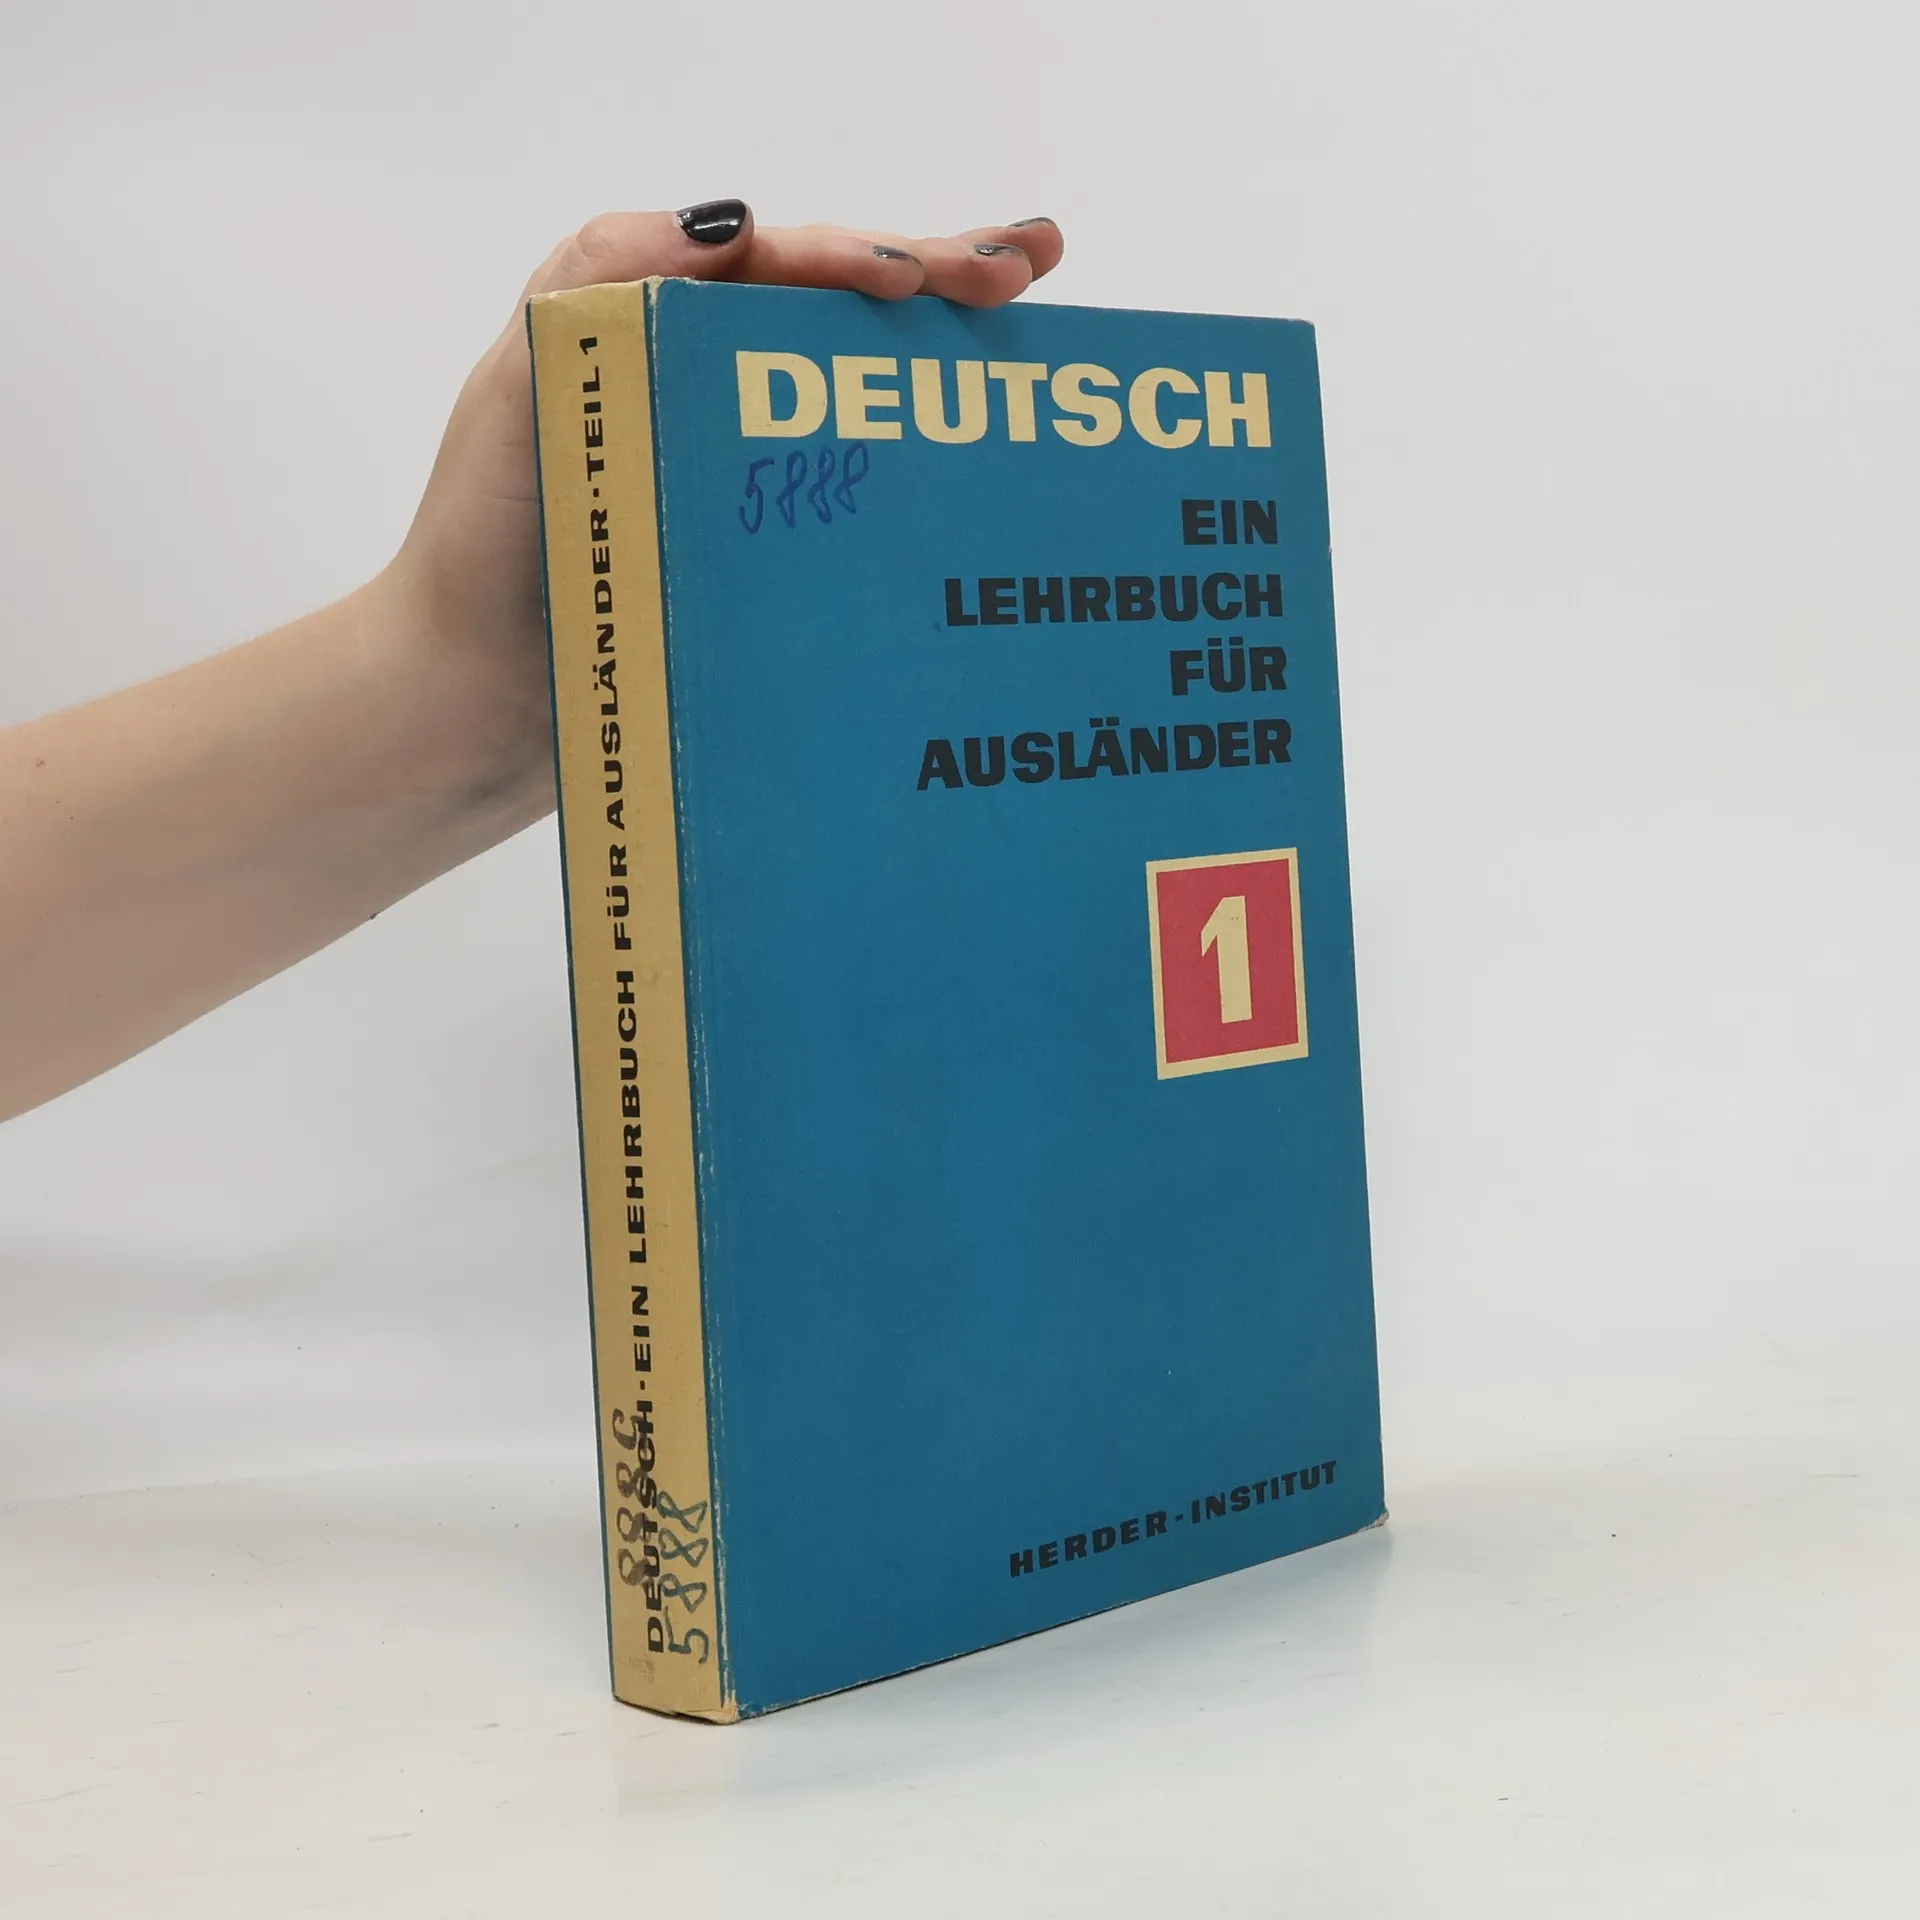 DEUTSCH
5888
EIN
LEHRBUCH
FÜR
AUSLÄNDER
1
HERDER-INSTITUT
DEUTSCH·EIN LEHRBUCH FÜR AUSLÄNDER·TEIL 1
5888